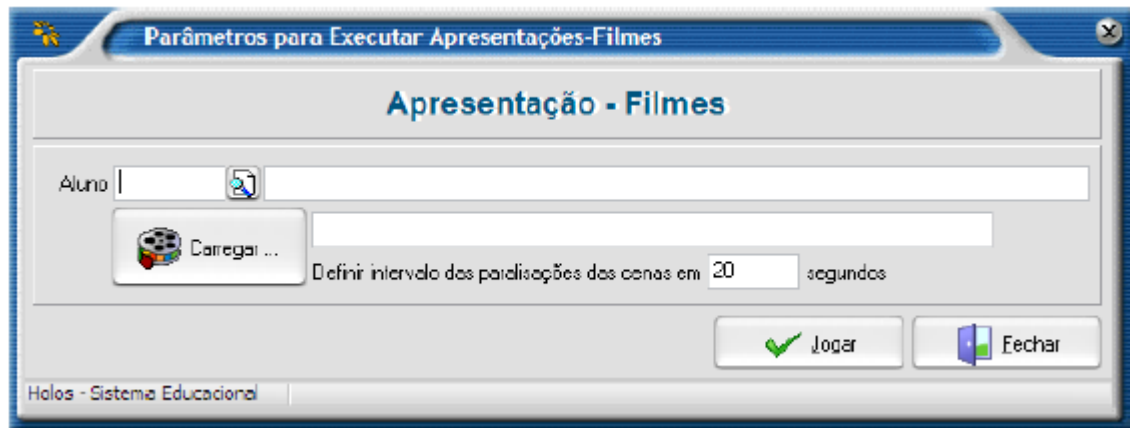 Parâmetros para Executar Apresentações-Filmes
Apresentação - Filmes
Aluno
Carregar ...
Definir intervalo das paralisações das cenas em 20 segundos
Jogar Fechar
Holos - Sistema Educacional